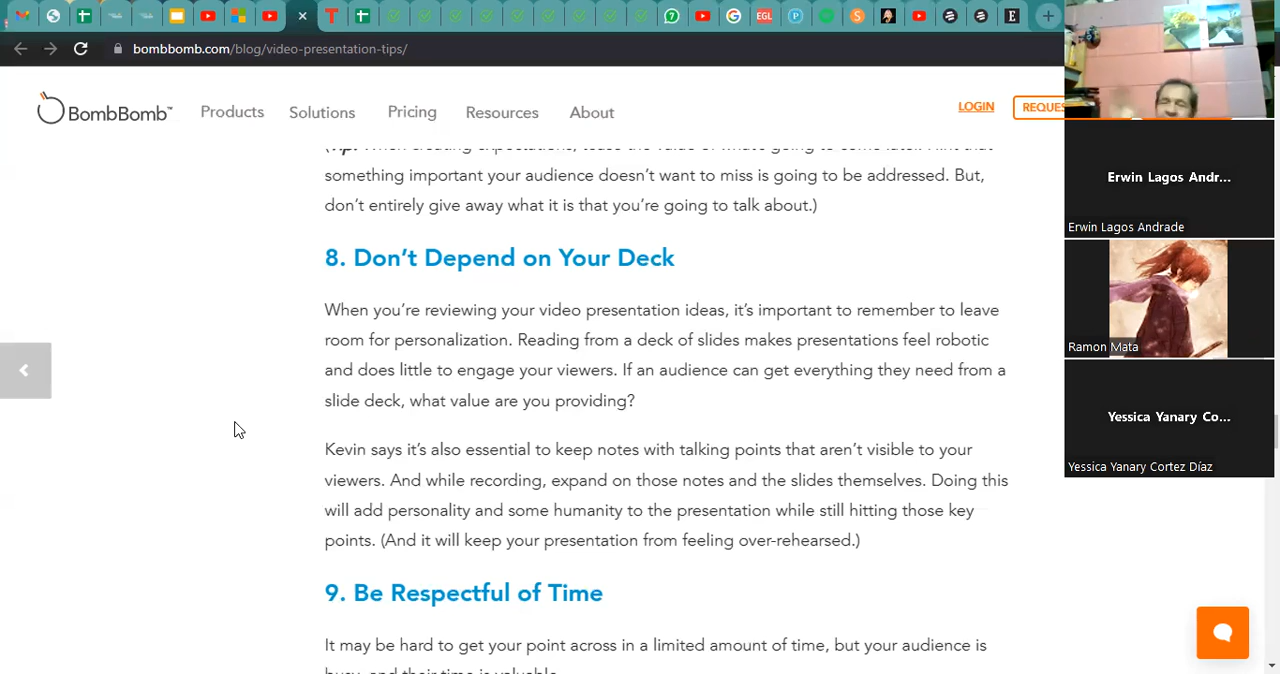 bombbomb.com/blog/video-presentation-tips/
BombBomb™
Products
Solutions
Pricing
Resources
About
LOGIN
REQUE
something important your audience doesn't want to miss is going to be addressed. But,
don't entirely give away what it is that you're going to talk about.)
8. Don't Depend on Your Deck
When you're reviewing your video presentation ideas, it's important to remember to leave
room for personalization. Reading from a deck of slides makes presentations feel robotic
and does little to engage your viewers. If an audience can get everything they need from a
slide deck, what value are you providing?
Kevin says it's also essential to keep notes with talking points that aren't visible to your
viewers. And while recording, expand on those notes and the slides themselves. Doing this
will add personality and some humanity to the presentation while still hitting those key
points. (And it will keep your presentation from feeling over-rehearsed.)
9. Be Respectful of Time
It may be hard to get your point across in a limited amount of time, but your audience is
Erwin Lagos Andr...
Erwin Lagos Andrade
Ramon Mata
Yessica Yanary Co...
Yessica Yanary Cortez Díaz
EGL